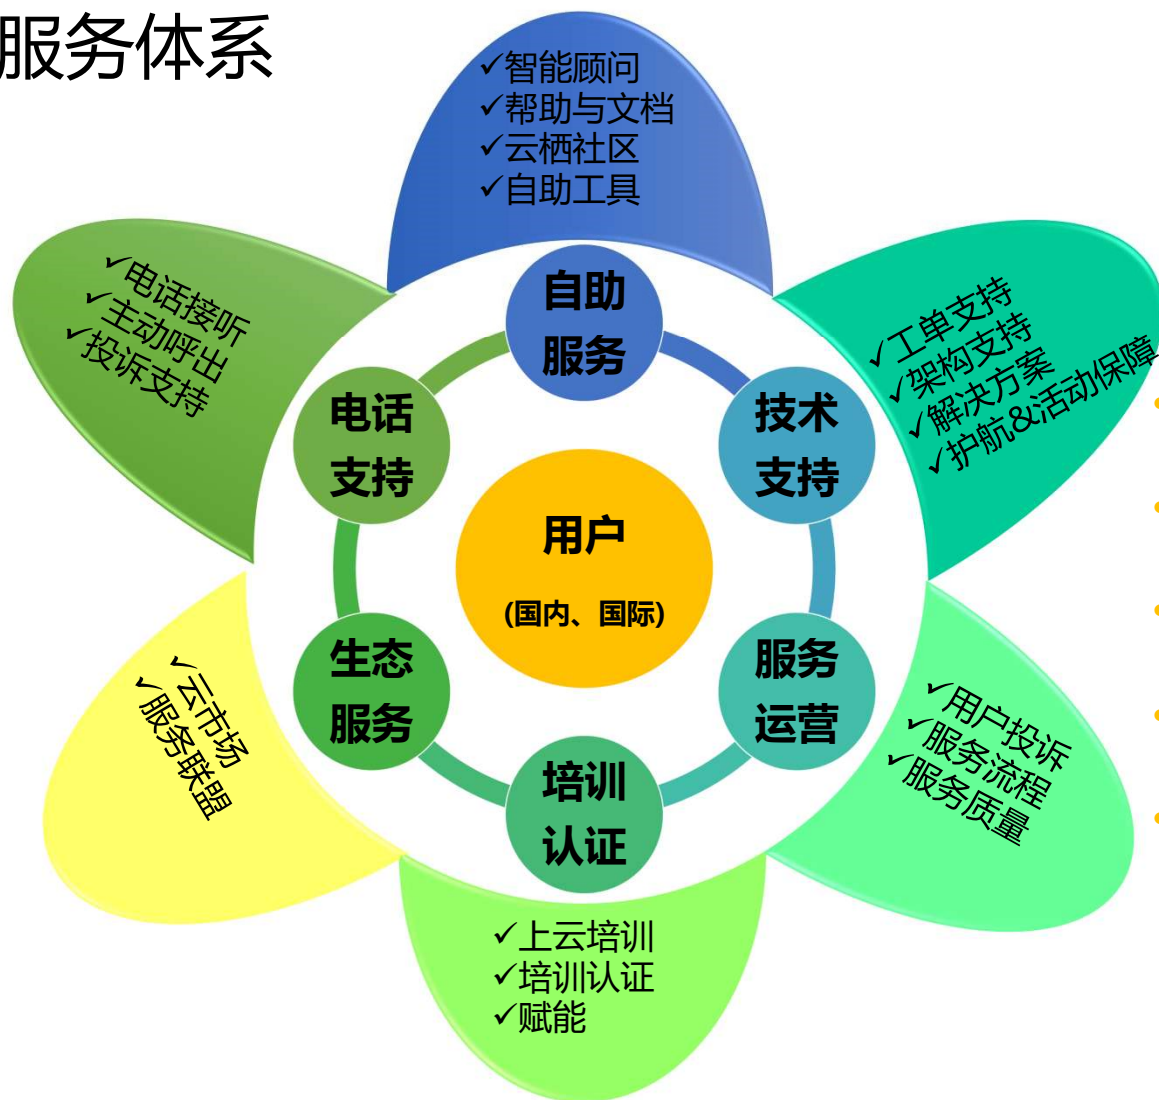 服务体系
✓智能顾问
✓帮助与文档
✓云栖社区
✓自助工具
✓电话接听
✓主动呼出
✓投诉支持
✓工单支持
✓架构支持
✓解决方案
✓护航&活动保障
自助
服务
电话
支持
技术
支持
用户
(国内、国际)
生态
服务
服务
运营
培训
认证
✓云市场
✓服务联盟
✓用户投诉
✓服务流程
✓服务质量
✓上云培训
✓培训认证
✓赋能